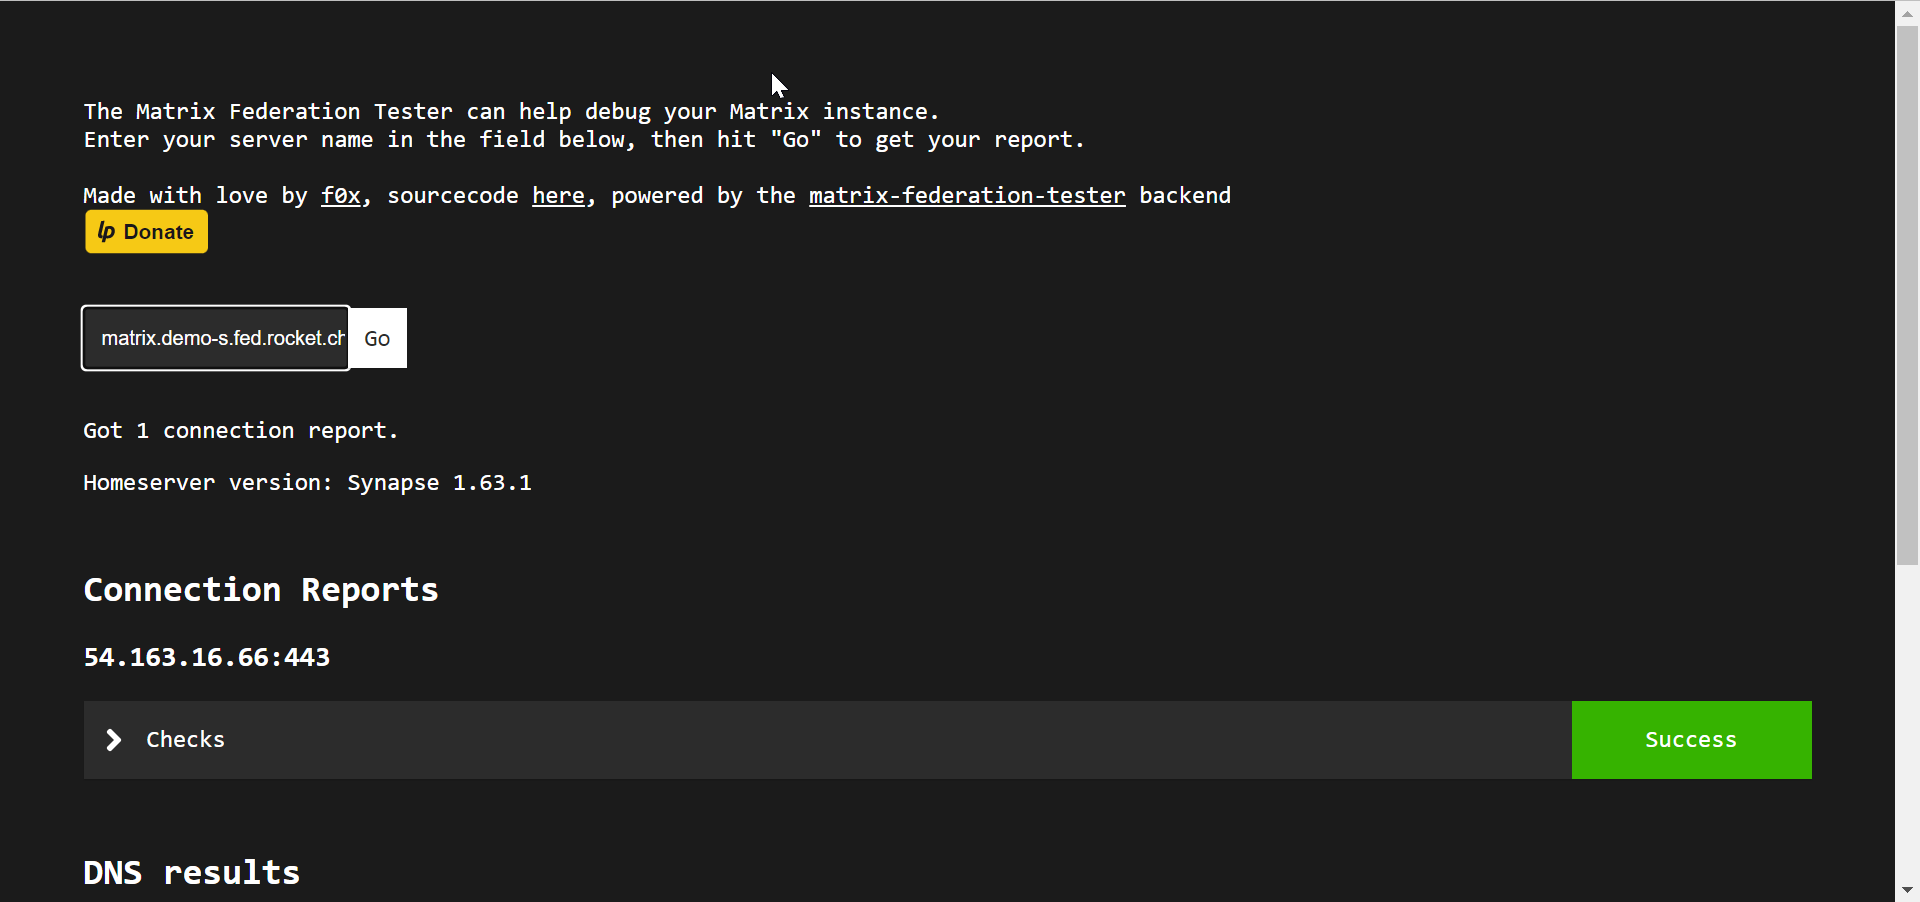 The Matrix Federation Tester can help debug your Matrix instance.
Enter your server name in the field below, then hit "Go" to get your report.
Made with love by f0x, sourcecode here, powered by the matrix-federation-tester backend
lp Donate
matrix.demo-s.fed.rocket.ch Go
Got 1 connection report.
Homeserver version: Synapse 1.63.1
Connection Reports
54.163.16.66:443
Checks Success
DNS results